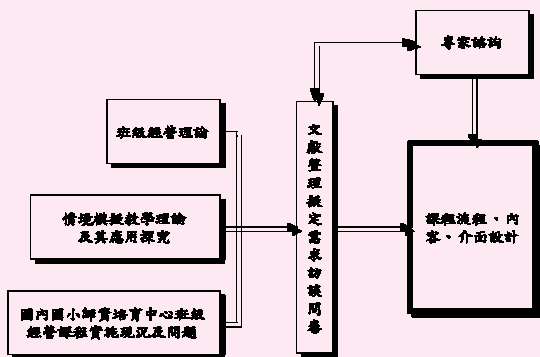 專家諮詢
班級經營理論
情境模擬教學理論
及其應用探究
國內國小師資培育中心班級
經營課程實施現況及問題
文獻整理擬定需求訪談問卷
課程流程、內
容、介面設計